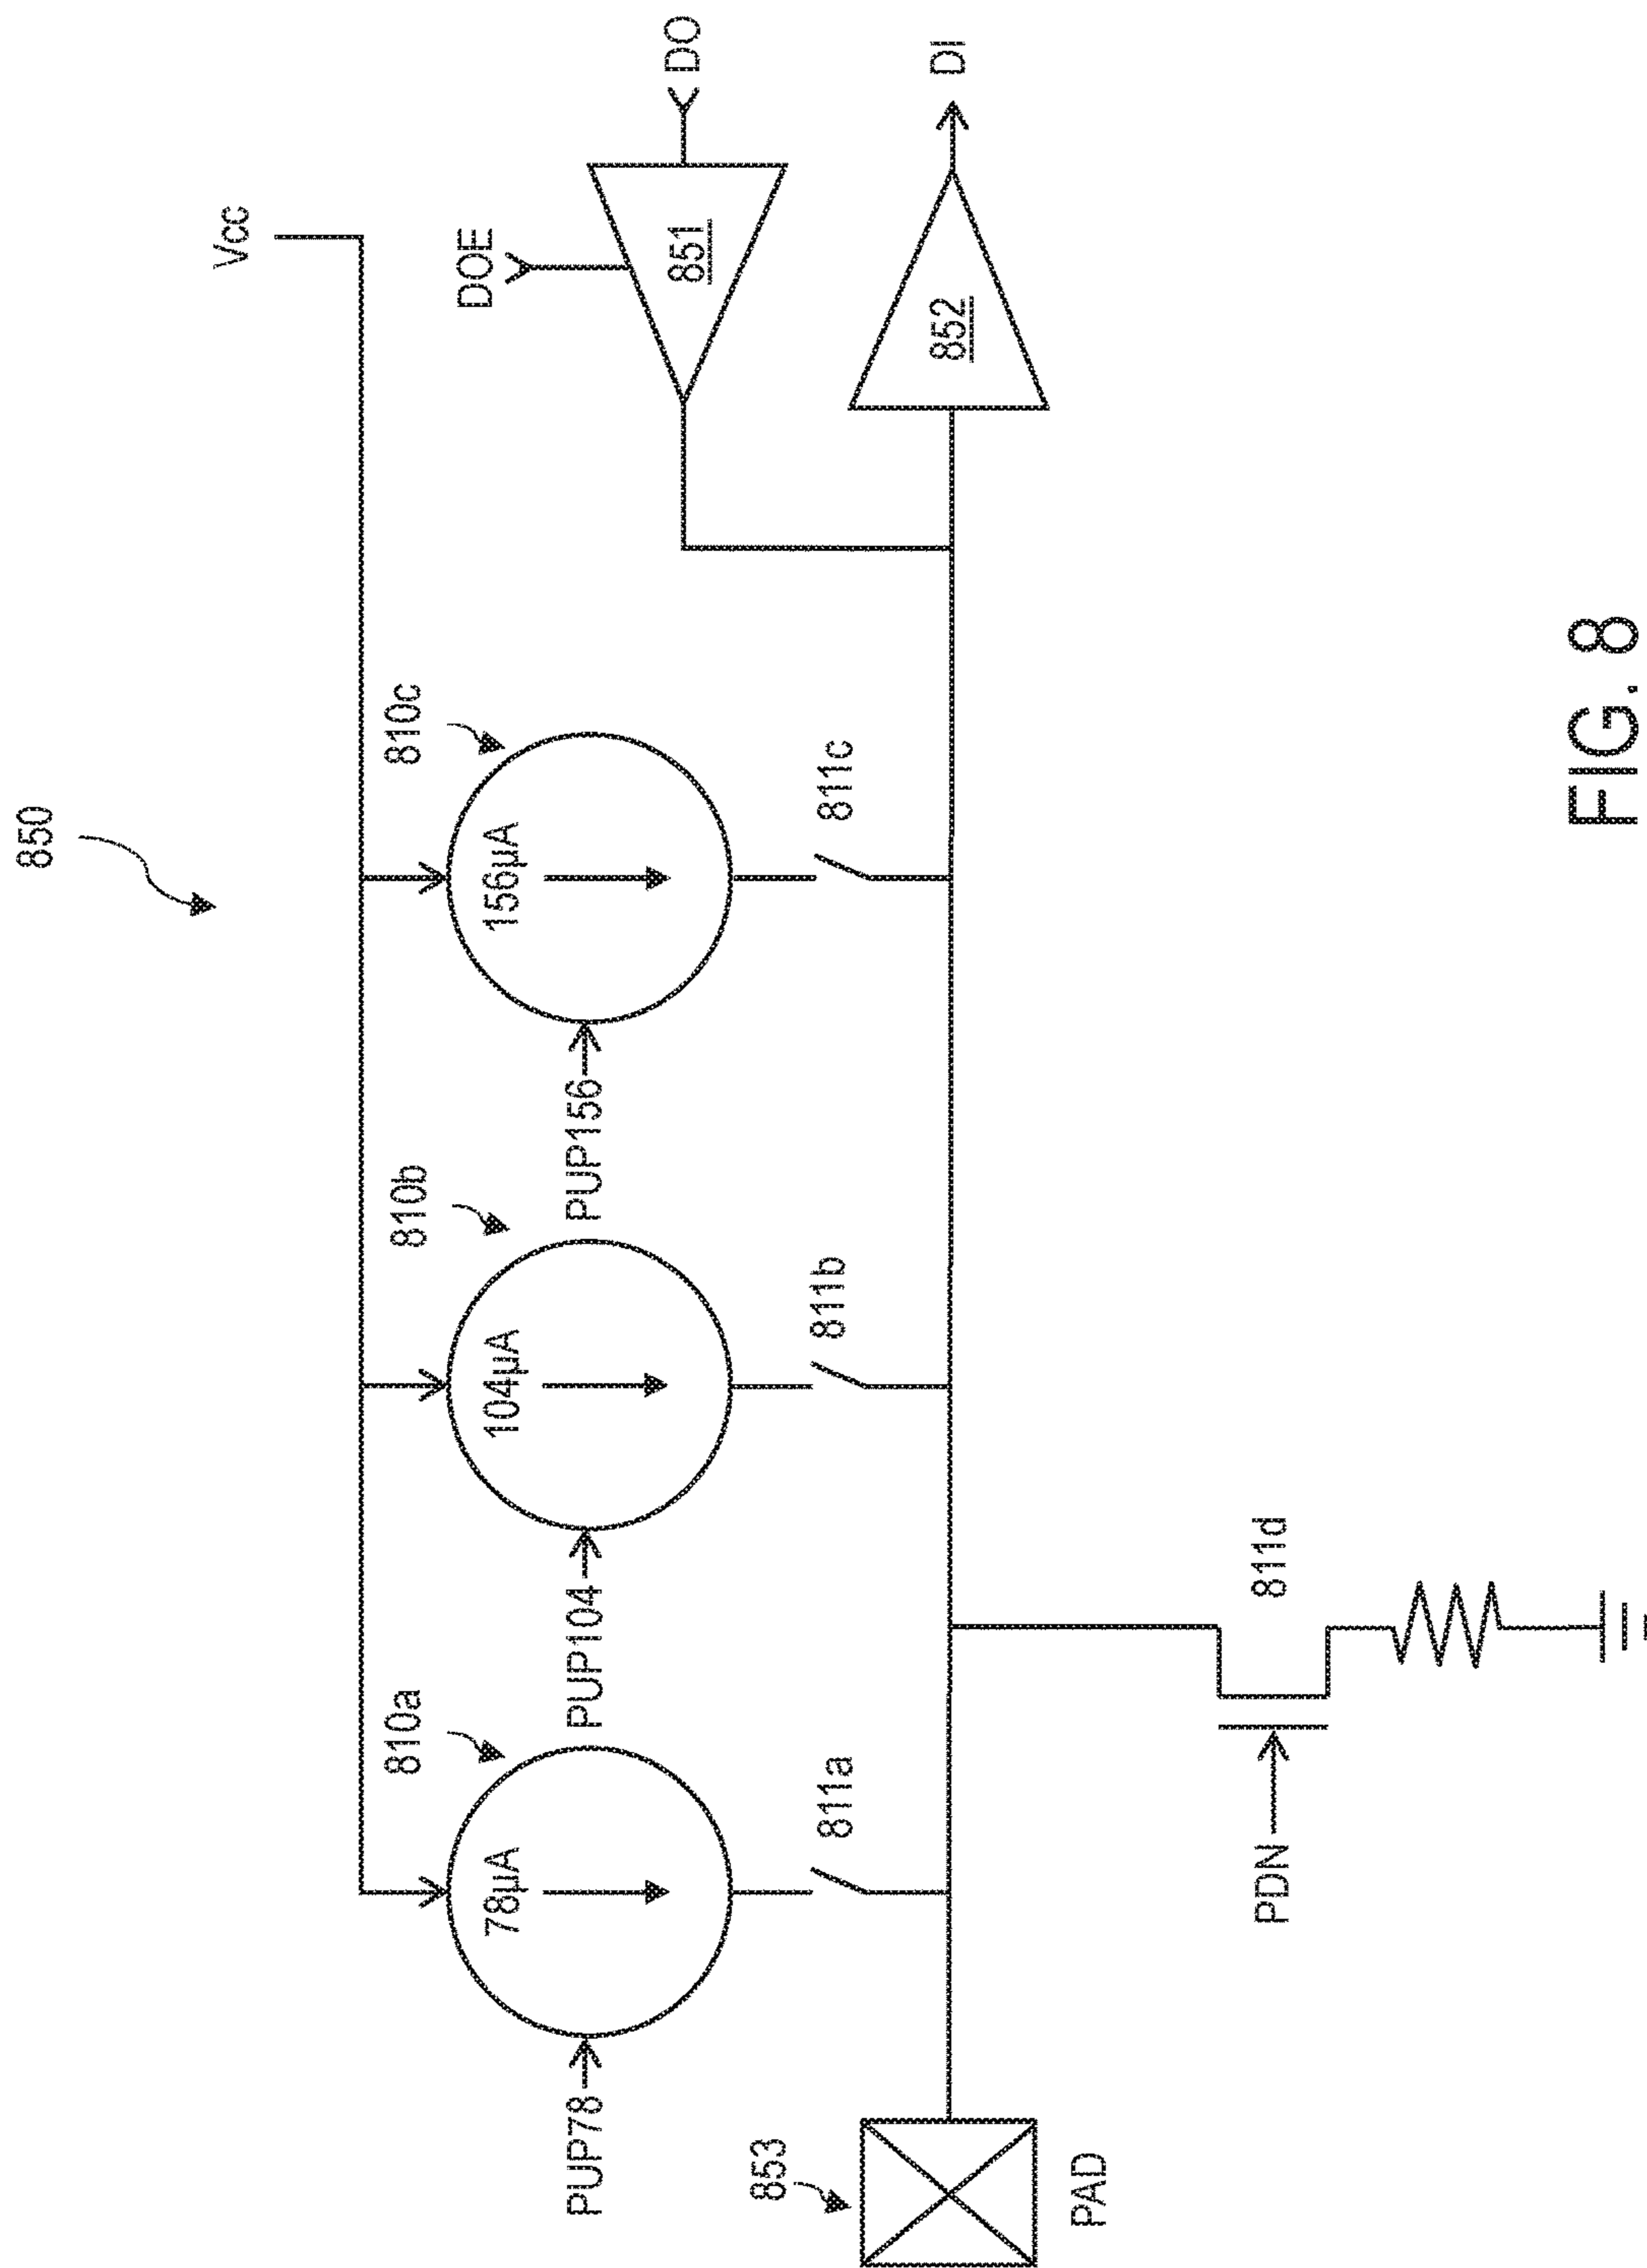 850
Vcc
810a
810b
810c
DOE
78µA
104µA
156µA
PUP78
PUP104
PUP156
851
DO
811a
811b
811c
853
852
DI
PAD
PDN
811d
FIG. 8